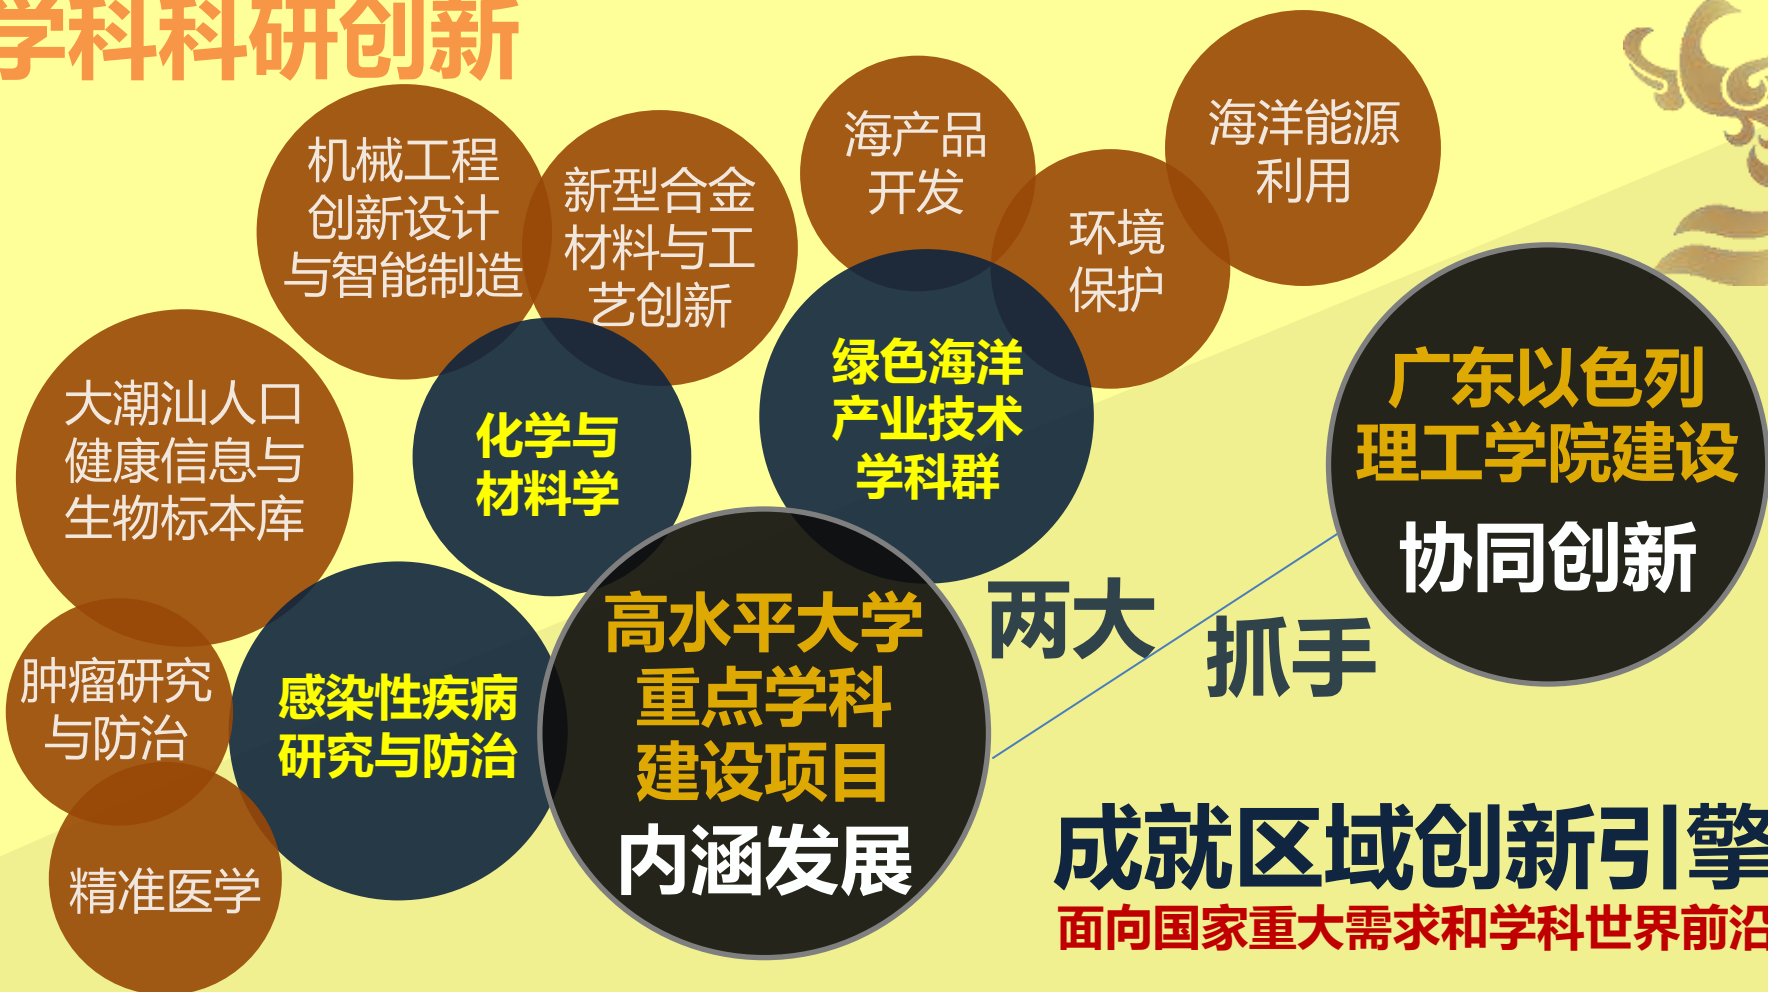 学科科研创新
机械工程
创新设计
与智能制造
新型合金
材料与工
艺创新
海产品
开发
环境
保护
海洋能源
利用
大潮汕人口
健康信息与
生物标本库
化学与
材料学
绿色海洋
产业技术
学科群
广东以色列
理工学院建设
协同创新
肿瘤研究
与防治
感染性疾病
研究与防治
高水平大学
重点学科
建设项目
内涵发展
两大
抓手
精准医学
成就区域创新引擎
面向国家重大需求和学科世界前沿